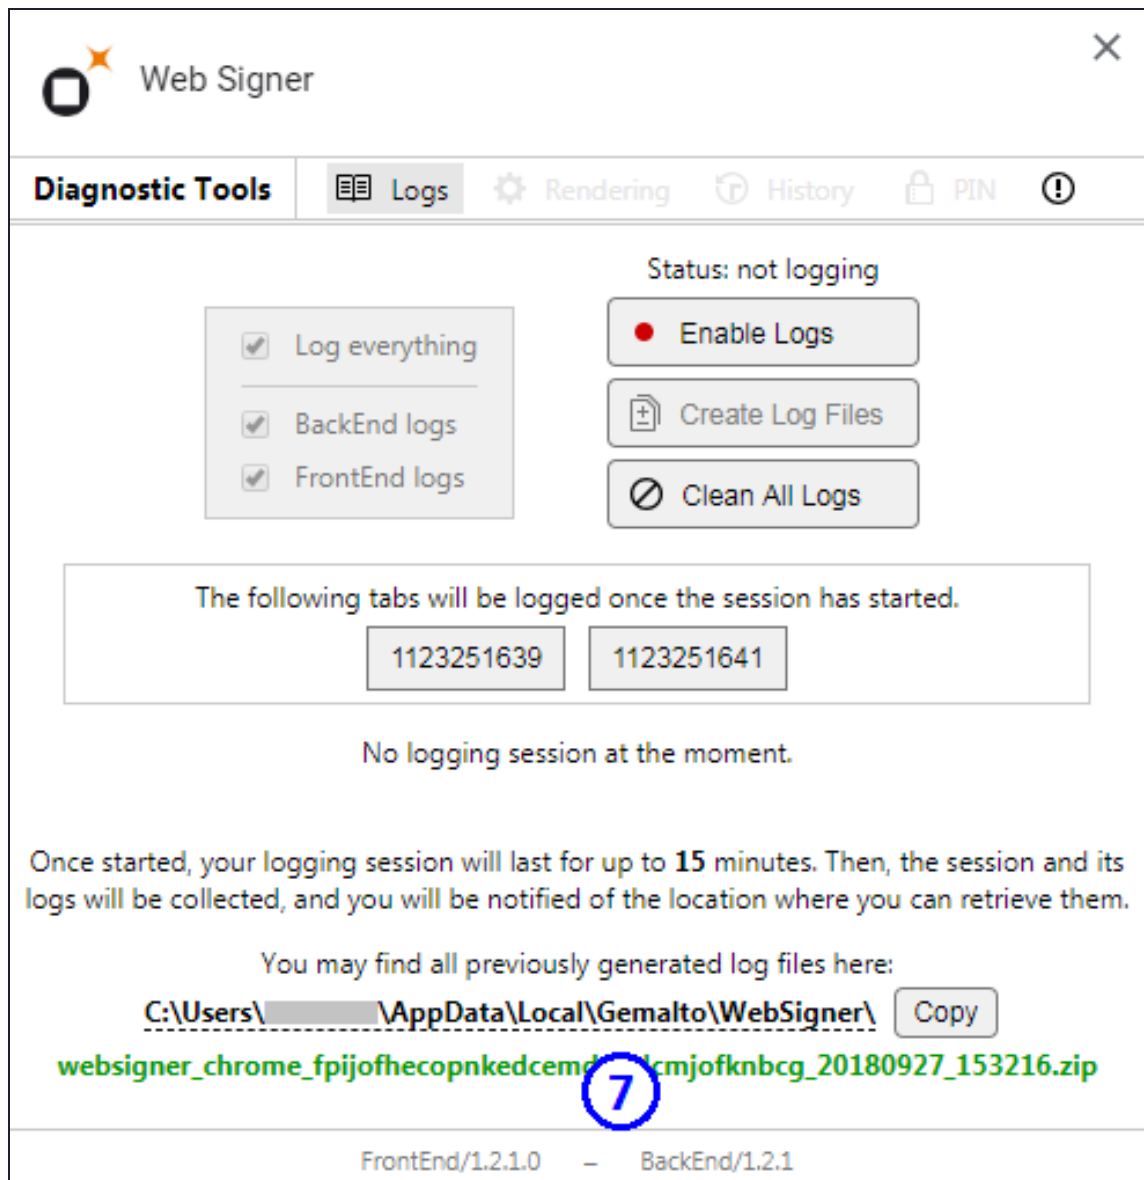 Web Signer
Diagnostic Tools Logs Rendering History PIN
Status: not logging
Log everything
BackEnd logs
FrontEnd logs
Enable Logs
Create Log Files
Clean All Logs
The following tabs will be logged once the session has started.
1123251639 1123251641
No logging session at the moment.
Once started, your logging session will last for up to 15 minutes. Then, the session and its
logs will be collected, and you will be notified of the location where you can retrieve them.
You may find all previously generated log files here:
C:\Users\ \AppData\Local\Gemalto\WebSigner\ Copy
7
FrontEnd/1.2.1.0 – BackEnd/1.2.1